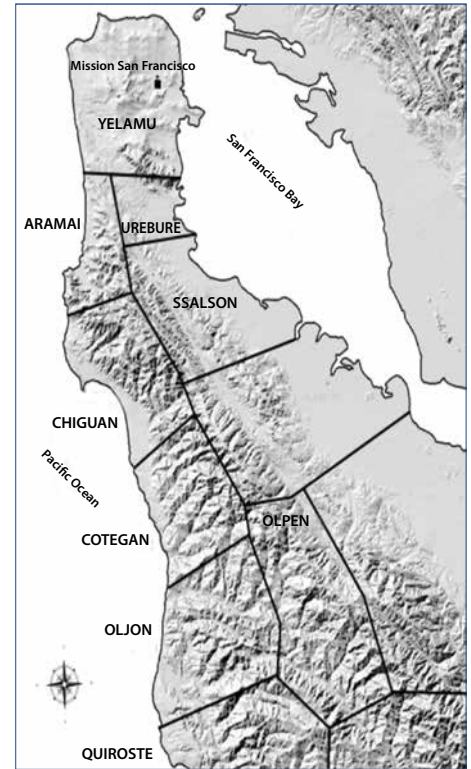 Mission San Francisco
YELAMU
San Francisco Bay
ARAMAI
UREBURE
SSALSON
CHIGUAN
Pacific Ocean
OLPEN
COTEGAN
OLJON
QUIROSTE